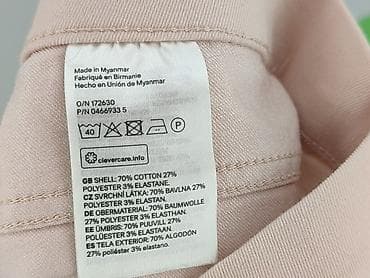 Made in Myanmar
Fabriqué en Birmanie
Hecho en Unión de Myanmar
O/N 172630
P/N 0466933 5
40 P
clevercare.info
GB SHELL: 70% COTTON 27%
POLYESTER 3% ELASTANE.
CZ SVRCHNÍ LÁTKA: 70% BAVLNA 27%
POLYESTER 3% ELASTAN.
DE OBERMATERIAL: 70% BAUMWOLLE
27% POLYESTER 3% ELASTHAN.
EE ÜMBRIS: 70% PUUVILL 27%
POLÜESTER 3% ELASTAAN.
ES TELA EXTERIOR: 70% ALGODÓN
27% poliéster 3% elastano.